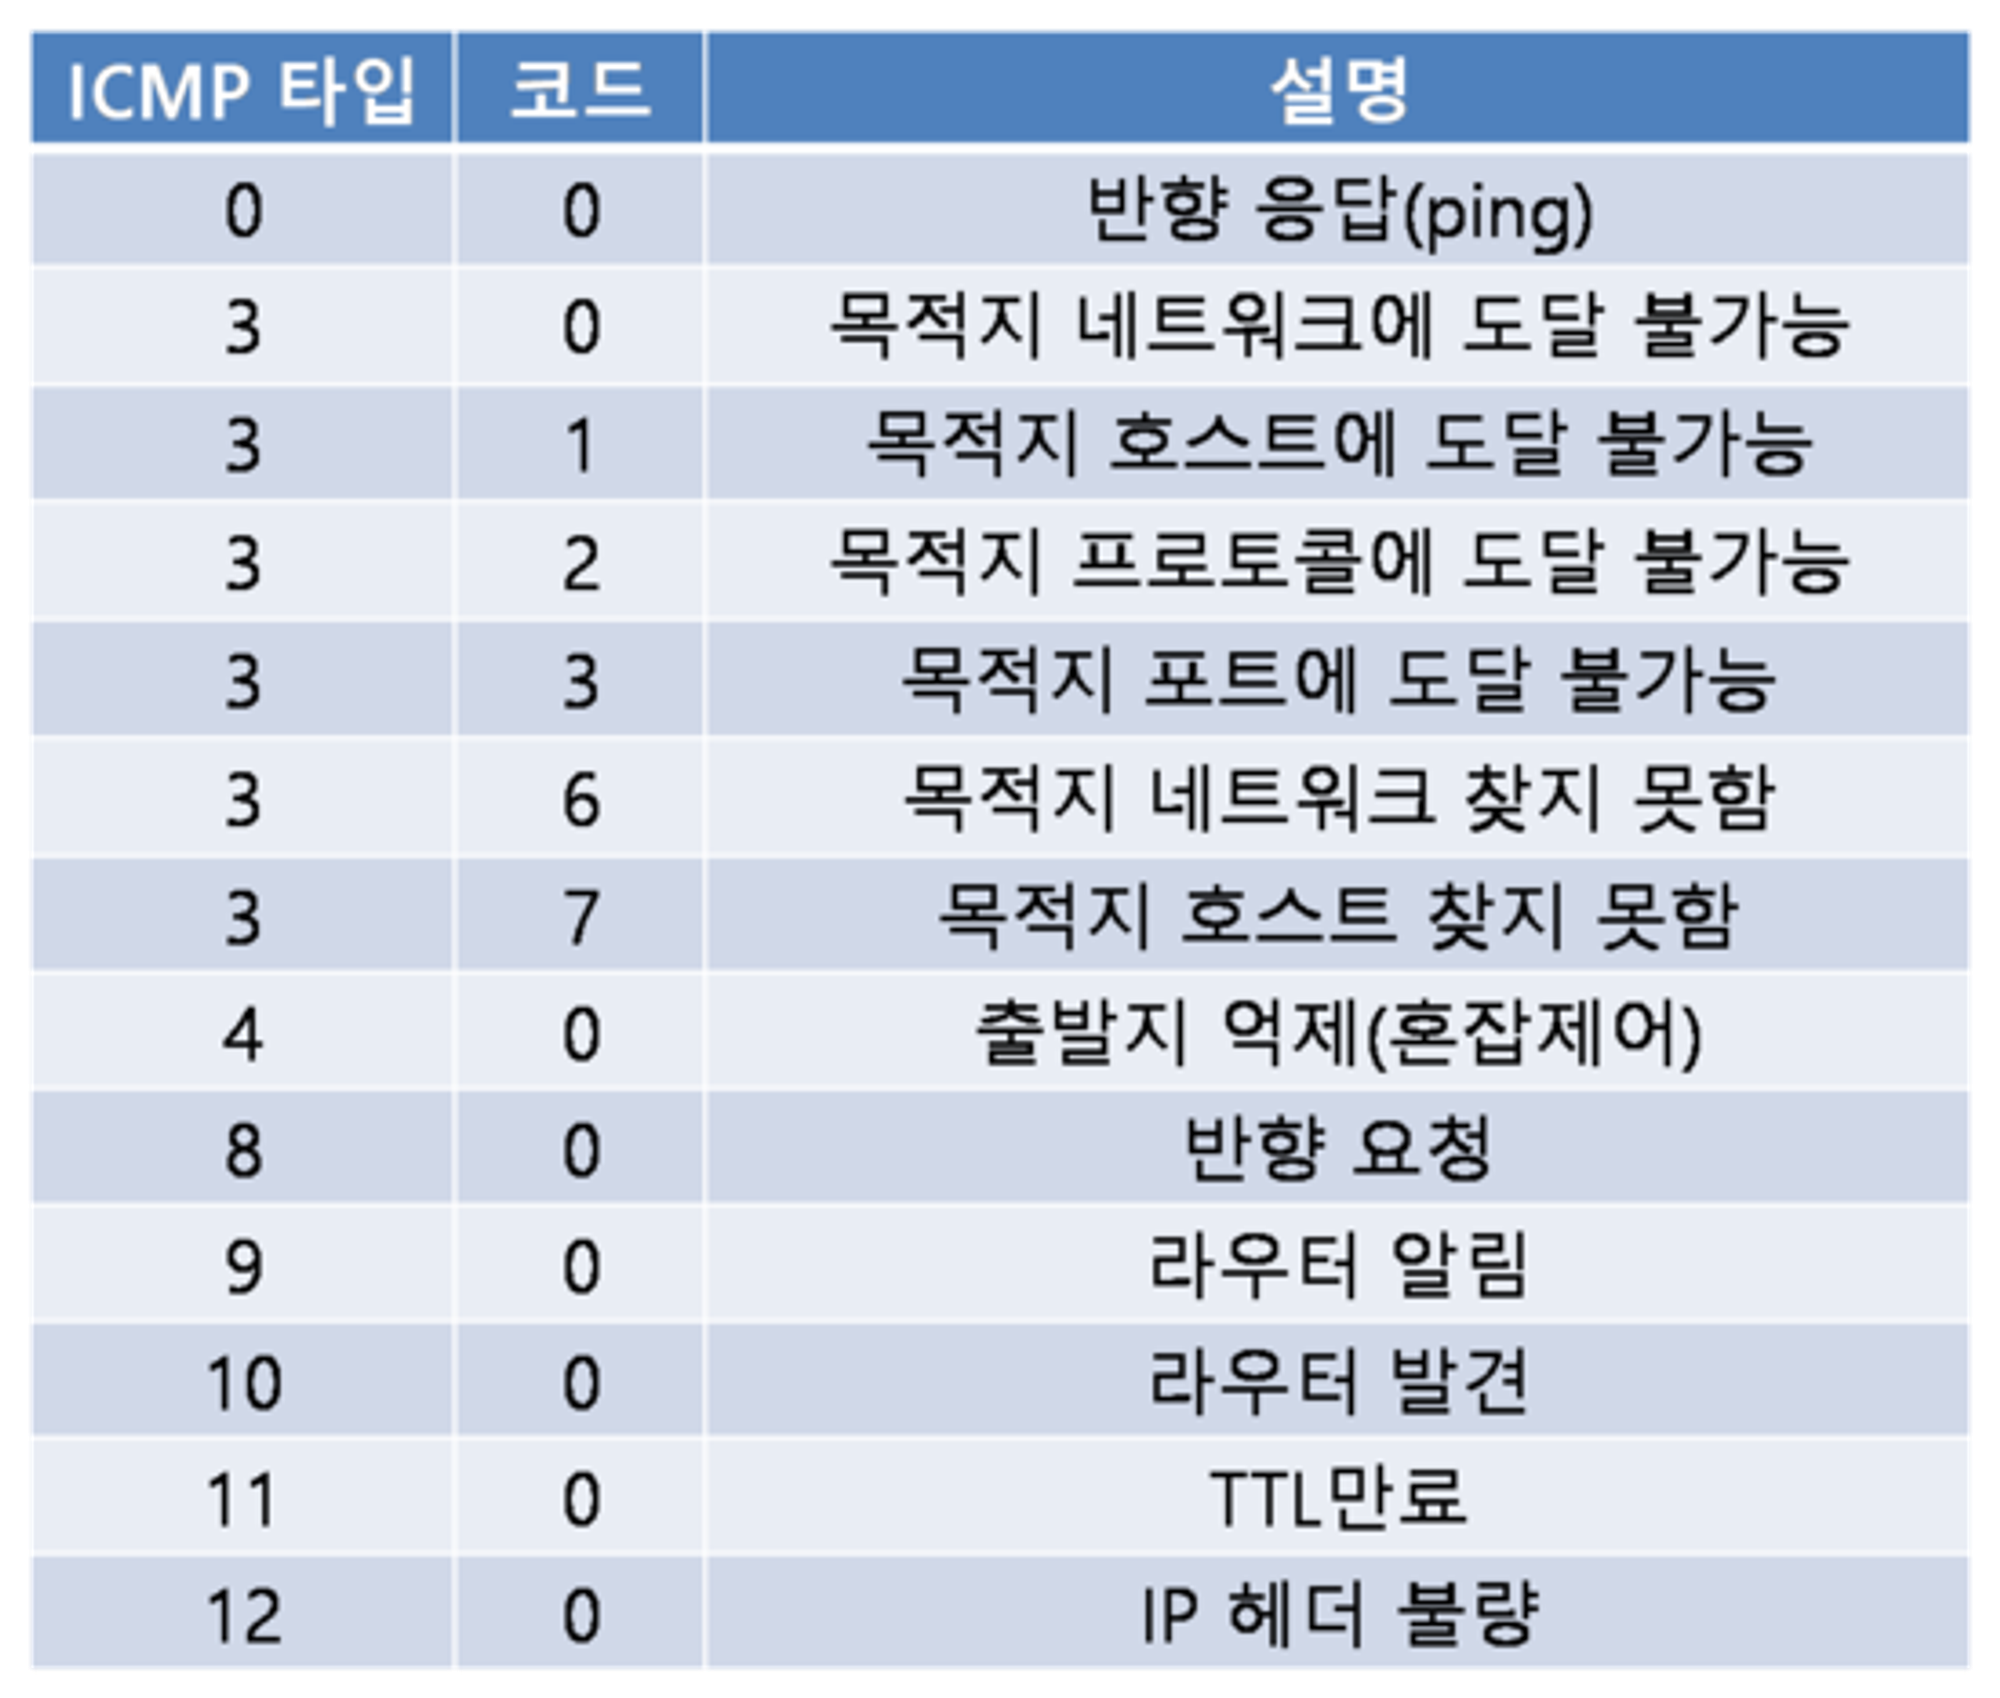 ICMP 타입 코드 설명
0 0 반향 응답(ping)
3 0 목적지 네트워크에 도달 불가능
3 1 목적지 호스트에 도달 불가능
3 2 목적지 프로토콜에 도달 불가능
3 3 목적지 포트에 도달 불가능
3 6 목적지 네트워크 찾지 못함
3 7 목적지 호스트 찾지 못함
4 0 출발지 억제(혼잡제어)
8 0 반향 요청
9 0 라우터 알림
10 0 라우터 발견
11 0 TTL만료
12 0 IP 헤더 불량